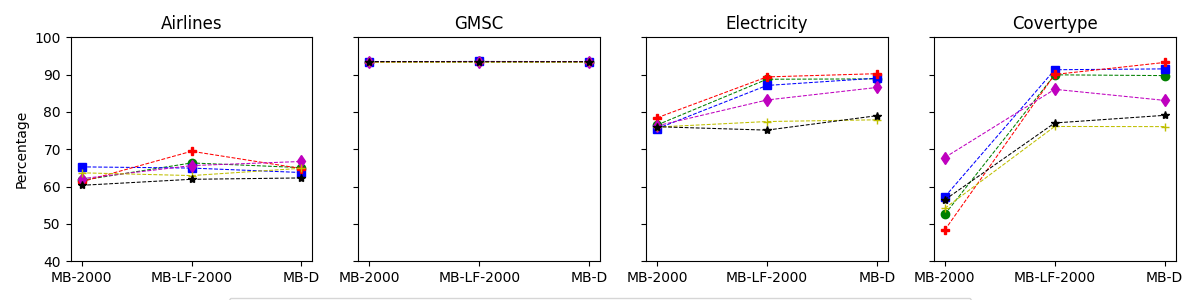 Airlines GMSC Electricity Covertype
Percentage
100
90
80
70
60
50
40
MB-2000 MB-LF-2000 MB-D MB-2000 MB-LF-2000 MB-D MB-2000 MB-LF-2000 MB-D MB-2000 MB-LF-2000 MB-D